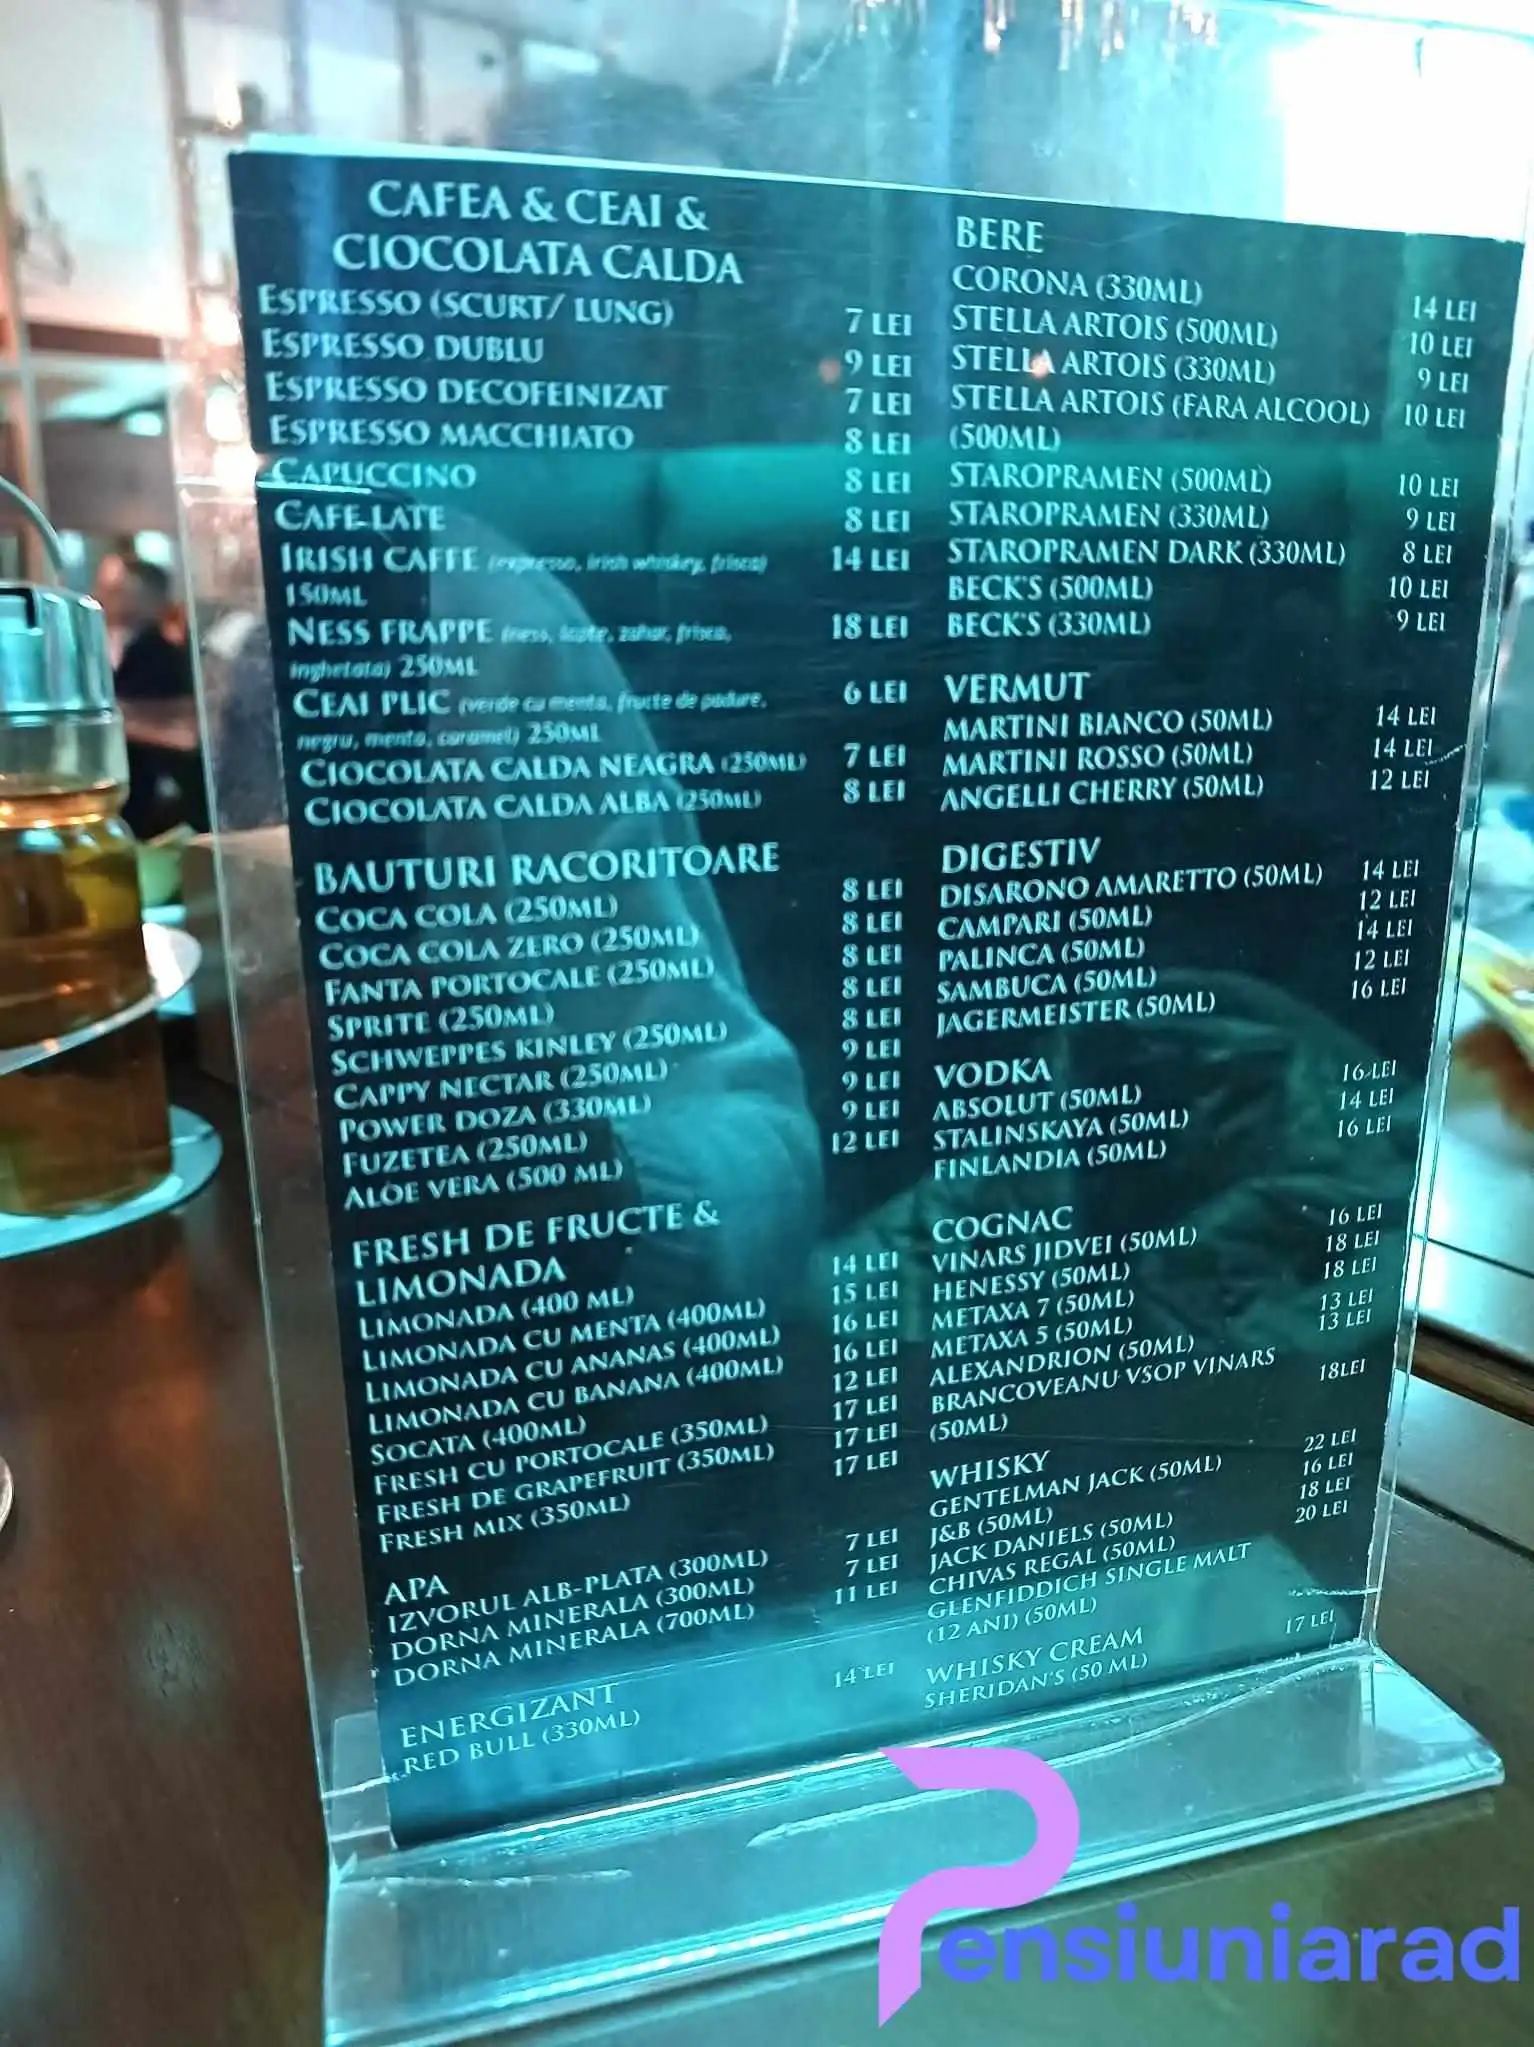 CAFEA & CEAI &
CIOCOLATA CALDA
ESPRESSO (SCURT/ LUNG) 7 LEI
ESPRESSO DUBLU 9 LEI
ESPRESSO DECOFEINIZAT 7 LEI
ESPRESSO MACCHIATO 8 LEI
CAPUCCINO 8 LEI
CAFE LATE 8 LEI
IRISH CAFFE (espresso, irish whiskey, frisca) 14 LEI
150ML
NESS FRAPPE (ness, lapte, zahar, frisca, 18 LEI
inghetata) 250ML
CEAI PLIC (verde cu menta, fructe de padure, 6 LEI
negru, menta, caramel) 250ML
CIOCOLATA CALDA NEAGRA (250ML) 7 LEI
CIOCOLATA CALDA ALBA (250ML) 8 LEI
BAUTURI RACORITOARE
COCA COLA (250ML) 8 LEI
COCA COLA ZERO (250ML) 8 LEI
FANTA PORTOCALE (250ML) 8 LEI
SPRITE (250ML) 8 LEI
SCHWEPPES KINLEY (250ML) 8 LEI
CAPPY NECTAR (250ML) 9 LEI
POWER DOZA (330ML) 9 LEI
FUZETEA (250ML) 9 LEI
ALOE VERA (500 ML) 12 LEI
FRESH DE FRUCTE &
LIMONADA
LIMONADA (400 ML) 14 LEI
LIMONADA CU MENTA (400ML) 15 LEI
LIMONADA CU ANANAS (400ML) 16 LEI
LIMONADA CU BANANA (400ML) 16 LEI
SOCATA (400ML) 12 LEI
FRESH CU PORTOCALE (350ML) 17 LEI
FRESH DE GRAPEFRUIT (350ML) 17 LEI
FRESH MIX (350ML) 17 LEI
APA
IZVORUL ALB-PLATA (300ML) 7 LEI
DORNA MINERALA (300ML) 7 LEI
DORNA MINERALA (700ML) 11 LEI
ENERGIZANT
RED BULL (330ML) 14 LEI
BERE
CORONA (330ML) 14 LEI
STELLA ARTOIS (500ML) 10 LEI
STELLA ARTOIS (330ML) 9 LEI
STELLA ARTOIS (FARA ALCOOL) 10 LEI
(500ML)
STAROPRAMEN (500ML) 10 LEI
STAROPRAMEN (330ML) 9 LEI
STAROPRAMEN DARK (330ML) 8 LEI
BECK'S (500ML) 10 LEI
BECK'S (330ML) 9 LEI
VERMUT
MARTINI BIANCO (50ML) 14 LEI
MARTINI ROSSO (50ML) 14 LEI
ANGELLI CHERRY (50ML) 12 LEI
DIGESTIV
DISARONO AMARETTO (50ML) 14 LEI
CAMPARI (50ML) 12 LEI
PALINCA (50ML) 14 LEI
SAMBUCA (50ML) 12 LEI
JAGERMEISTER (50ML) 16 LEI
VODKA
ABSOLUT (50ML) 16 LEI
STALINSKAYA (50ML) 14 LEI
FINLANDIA (50ML) 16 LEI
COGNAC
VINARS JIDVEI (50ML) 16 LEI
HENESSY (50ML) 18 LEI
METAXA 7 (50ML) 18 LEI
METAXA 5 (50ML) 13 LEI
ALEXANDRION (50ML) 13 LEI
BRANCOVEANU VSOP VINARS 18LEI
(50ML)
WHISKY
GENTELMAN JACK (50ML) 22 LEI
J&B (50ML) 16 LEI
JACK DANIELS (50ML) 18 LEI
CHIVAS REGAL (50ML) 20 LEI
GLENFIDDICH SINGLE MALT
(12 ANI) (50ML)
WHISKY CREAM
SHERIDAN'S (50 ML) 17 LEI
Pensiuniarad